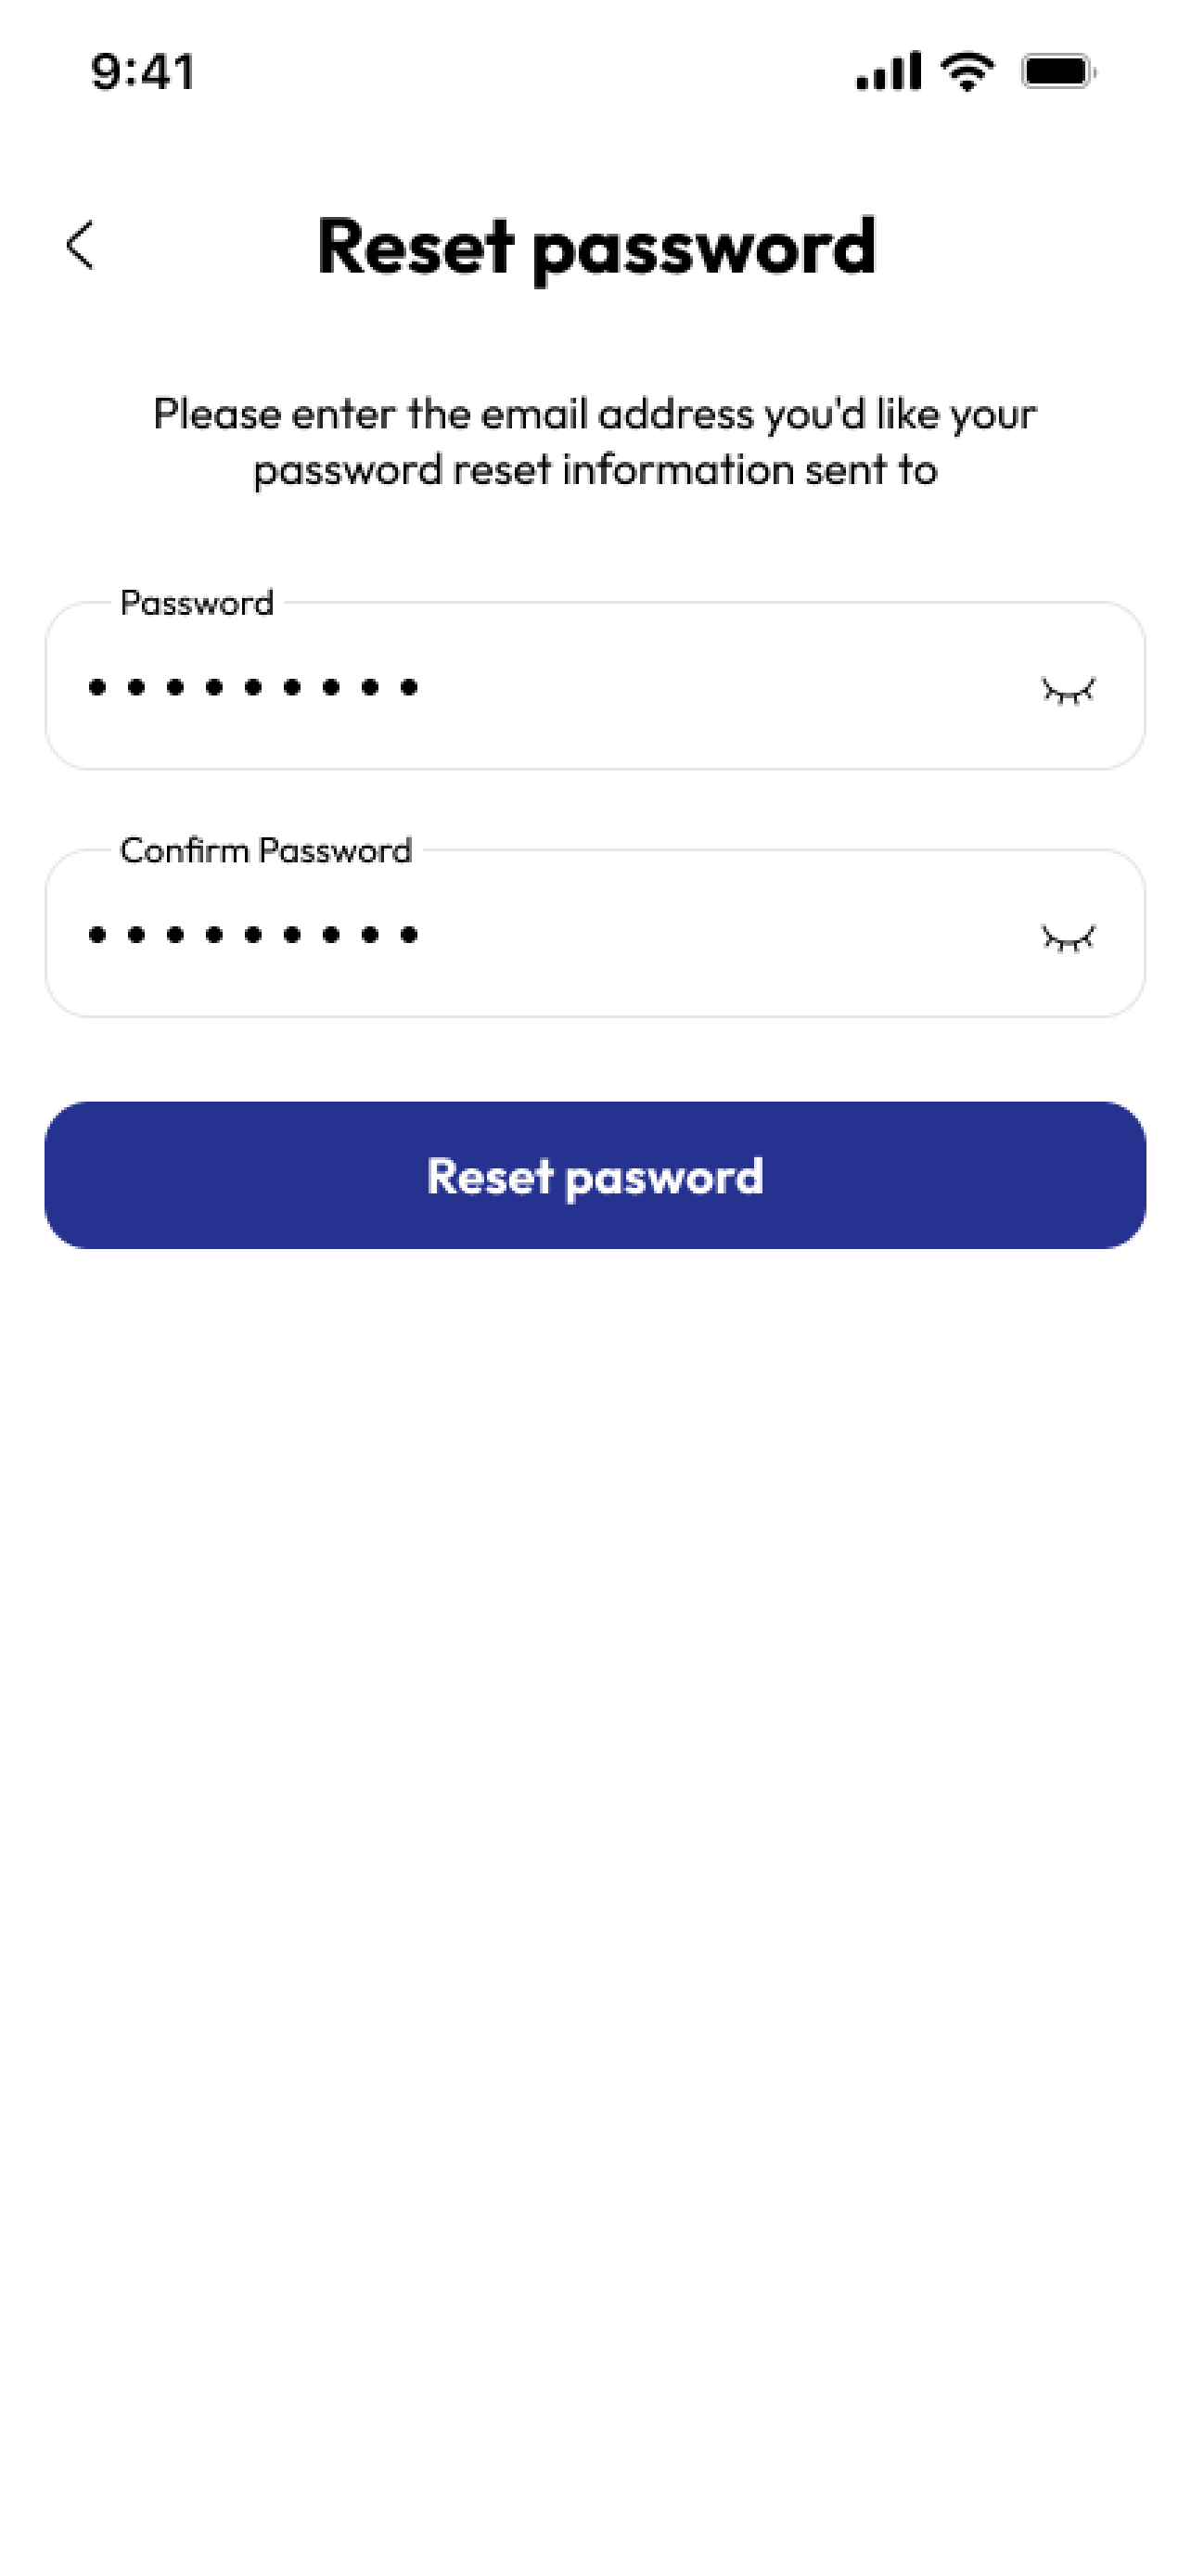 9:41
Reset password
Please enter the email address you'd like your
password reset information sent to
Password
Confirm Password
Reset pasword